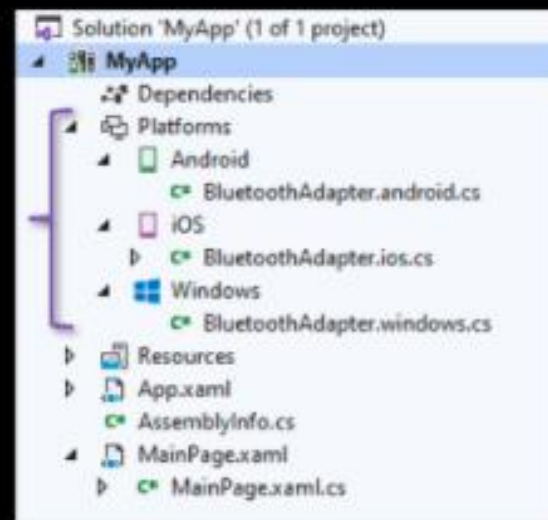 Solution 'MyApp' (1 of 1 project)
MyApp
Dependencies
Platforms
Android
C# BluetoothAdapter.android.cs
iOS
C# BluetoothAdapter.ios.cs
Windows
C# BluetoothAdapter.windows.cs
Resources
App.xaml
C# AssemblyInfo.cs
MainPage.xaml
C# MainPage.xaml.cs